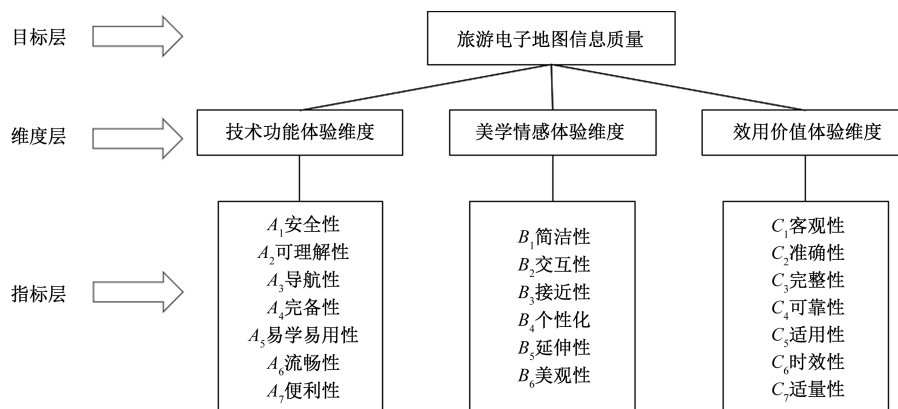 目标层
旅游电子地图信息质量
维度层
技术功能体验维度
美学情感体验维度
效用价值体验维度
指标层
A₁安全性
A₂可理解性
A₃导航性
A₄完备性
A₅易学易用性
A₆流畅性
A₇便利性
B₁简洁性
B₂交互性
B₃接近性
B₄个性化
B₅延伸性
B₆美观性
C₁客观性
C₂准确性
C₃完整性
C₄可靠性
C₅适用性
C₆时效性
C₇适量性